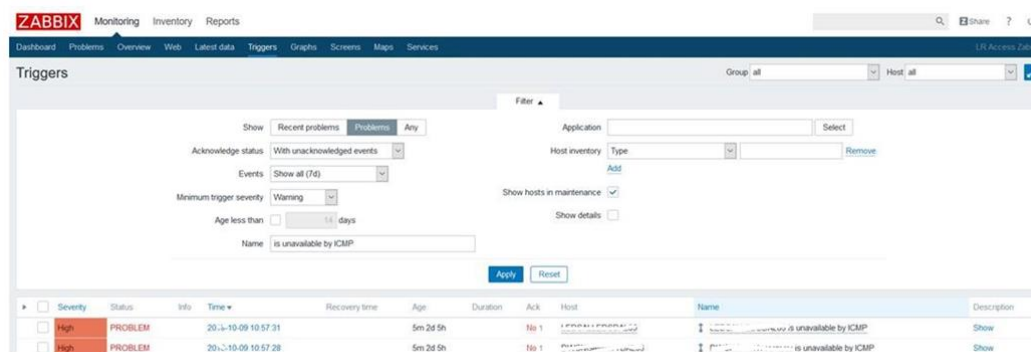 ZABBIX Monitoring Inventory Reports Share ?
Dashboard Problems Overview Web Latest data Triggers Graphs Screens Maps Services LR Access
Triggers Group all Host all
Filter ▲
Show Recent problems Problems Any Application Select
Acknowledge status With unacknowledged events Host inventory Type Remove
Events Show all (7d) Add
Minimum trigger severity Warning Show hosts in maintenance
Age less than 14 days Show details
Name is unavailable by ICMP
Apply Reset
Severity Status Info Time ▼ Recovery time Age Duration Ack Host Name Description
High PROBLEM 10:57:31 5m 2d 5h No 1 is unavailable by ICMP Show
High PROBLEM 10:57:28 5m 2d 5h No 1 is unavailable by ICMP Show